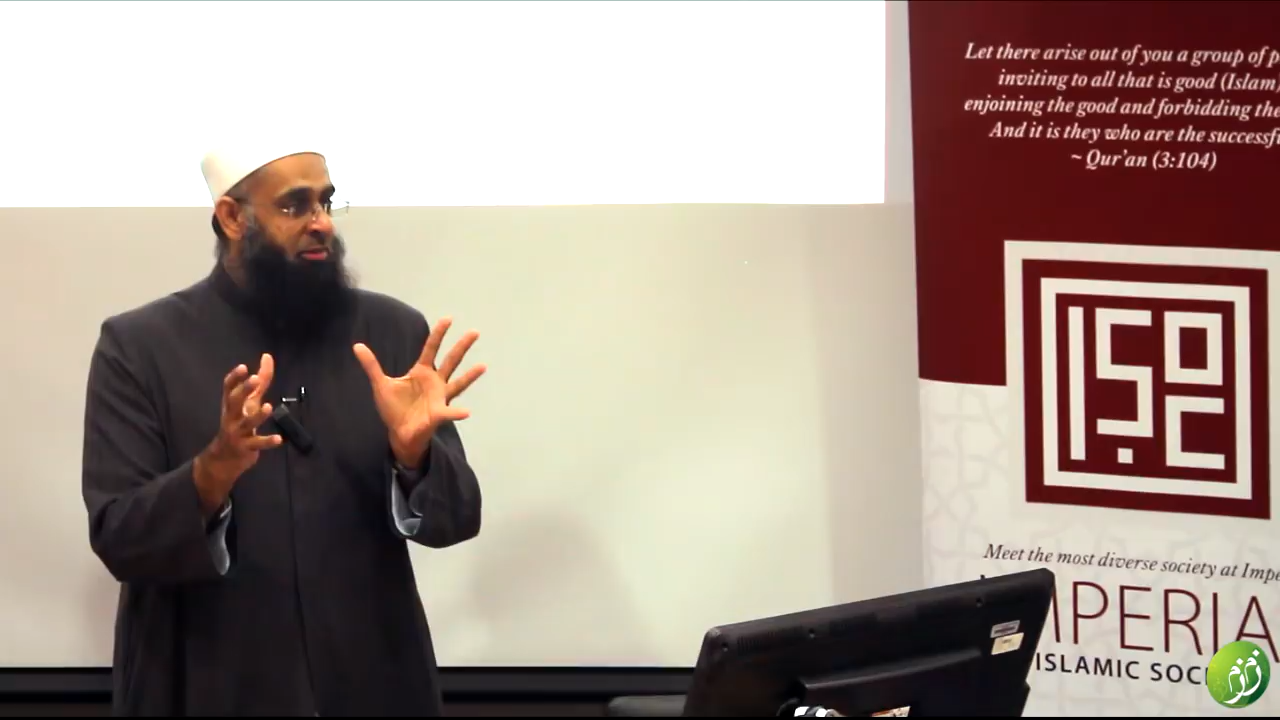 Let there arise out of you a group of p
inviting to all that is good (Islam)
enjoining the good and forbidding the
And it is they who are the successf
~ Qur'an (3:104)
Meet the most diverse society at Impe
MPERIA
ISLAMIC SOC
زمزم